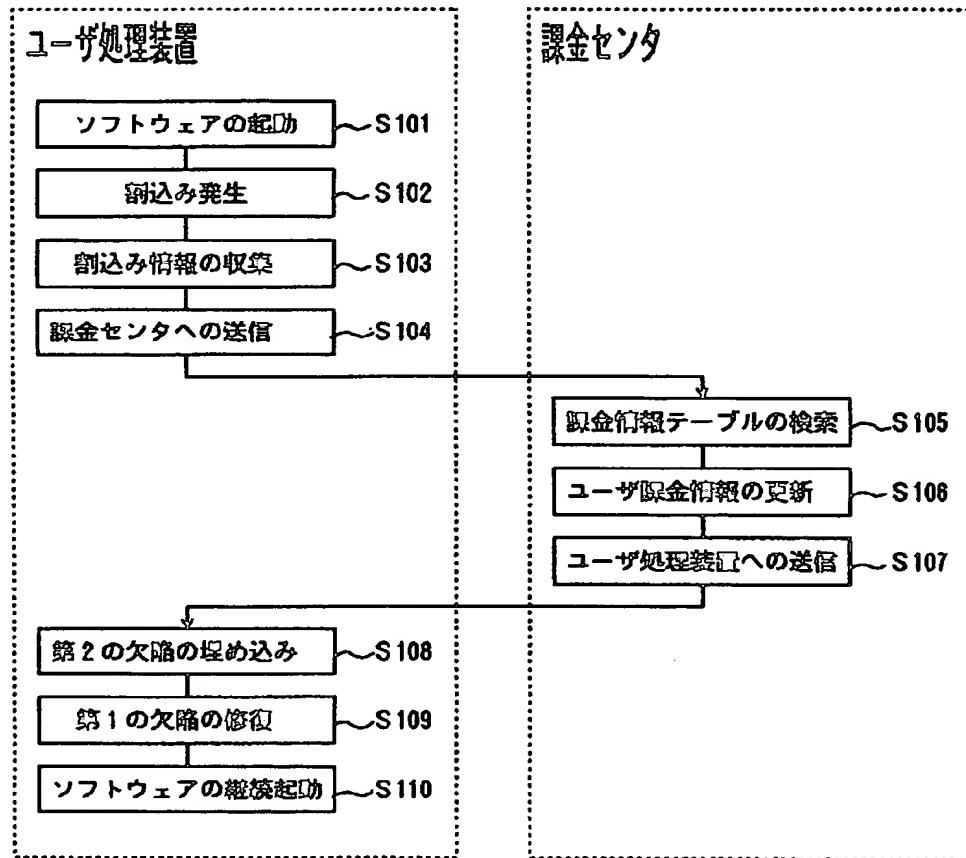 ユーザ処理装置
ソフトウェアの起動 S101
割込み発生 S102
割込み情報の収集 S103
課金センタへの送信 S104
課金センタ
課金情報テーブルの検索 S105
ユーザ課金情報の更新 S106
ユーザ処理装置への送信 S107
第2の欠陥の埋め込み S108
第1の欠陥の修復 S109
ソフトウェアの継続起動 S110